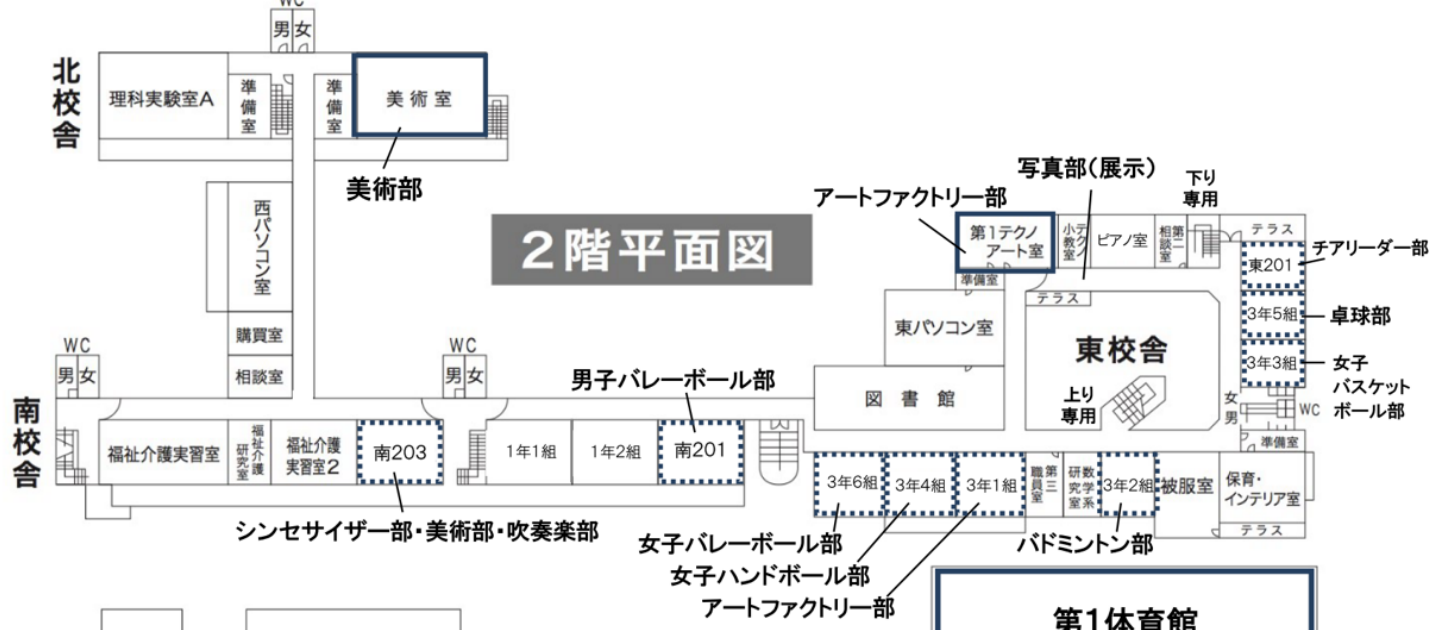 WC
男 女
北校舎
理科実験室A
準備室
準備室
美術室
美術部
西パソコン室
購買室
相談室
2階平面図
写真部(展示)
下り
専用
アートファクトリー部
第1テクノ
アート室
テクノ
小教室
ピアノ室
第二
相談室
テラス
チアリーダー部
東201
準備室
テラス
3年5組
卓球部
東パソコン室
東校舎
3年3組
女子
バスケット
ボール部
図書館
上り
専用
女
男
WC
準備室
WC
男 女
WC
男 女
男子バレーボール部
南校舎
福祉介護実習室
福祉介護
研究室
福祉介護
実習室2
南203
1年1組
1年2組
南201
3年6組
3年4組
3年1組
第三
職員室
数学系
研究室
3年2組
被服室
保育・
インテリア室
テラス
シンセサイザー部・美術部・吹奏楽部
女子バレーボール部
バドミントン部
女子ハンドボール部
アートファクトリー部
第1体育館